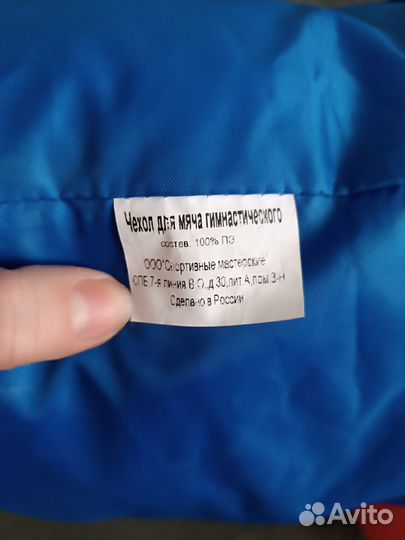 Чехол для мяча гимнастического
состав: 100% ПЭ
ООО"Спортивные мастерские"
СПБ,7-я линия В.О.,д.30,лит.А,пом.3-Н
Сделано в России
Avito